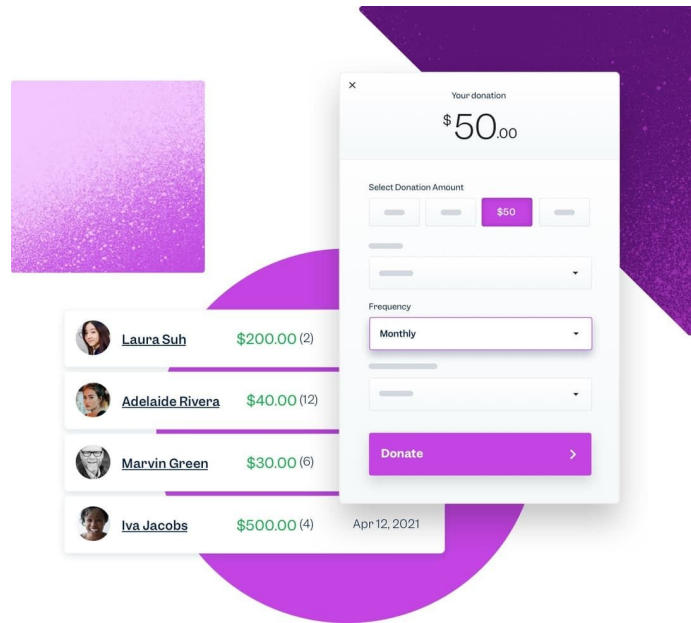 ×
Your donation
$50.00
Select Donation Amount
$50
Frequency
Monthly
Donate
Laura Suh $200.00 (2)
Adelaide Rivera $40.00 (12)
Marvin Green $30.00 (6)
Iva Jacobs $500.00 (4) Apr 12, 2021